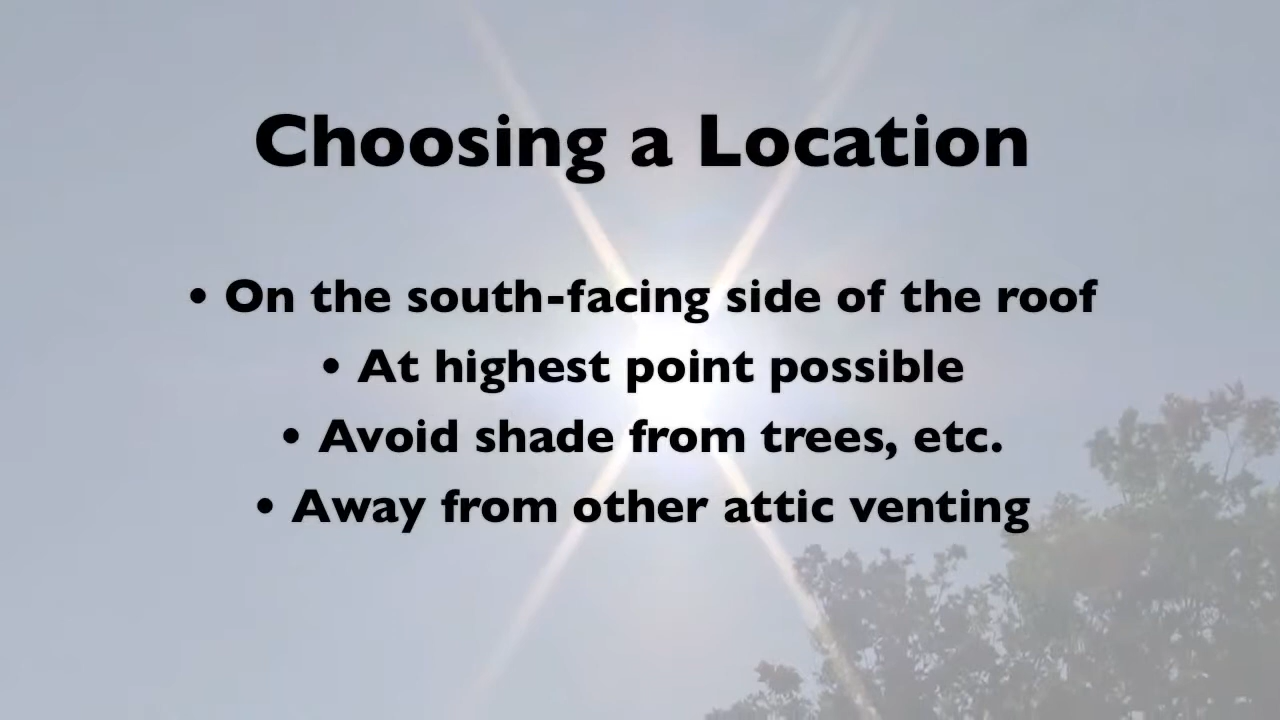 Choosing a Location
• On the south-facing side of the roof
• At highest point possible
• Avoid shade from trees, etc.
• Away from other attic venting